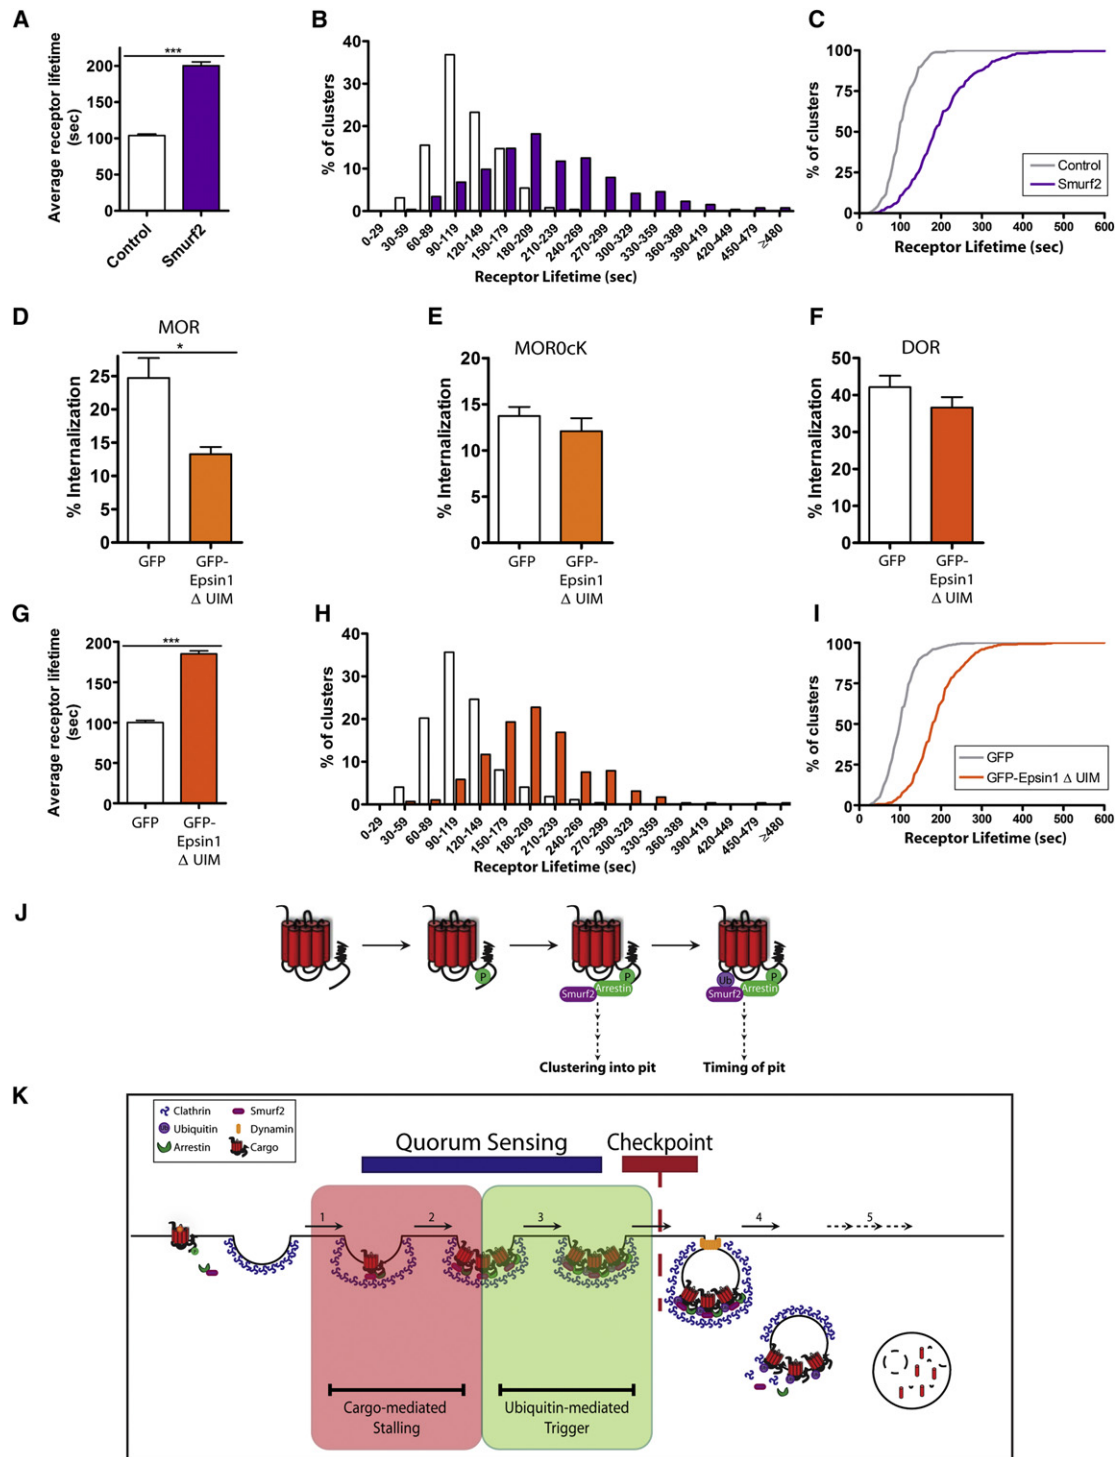 A
Average receptor lifetime
(sec)
200
150
100
50
0
***
Control
Smurf2
B
% of clusters
40
30
20
10
0
0-29
30-59
60-89
90-119
120-149
150-179
180-209
210-239
240-269
270-299
300-329
330-359
360-389
390-419
420-449
450-479
≥480
Receptor Lifetime (sec)
C
% of clusters
100
75
50
25
0
Control
Smurf2
0 100 200 300 400 500 600
Receptor Lifetime (sec)
D
MOR
*
% Internalization
25
20
15
10
5
0
GFP
GFP-
Epsin1
Δ UIM
E
MOR0cK
% Internalization
20
15
10
5
0
GFP
GFP-
Epsin1
Δ UIM
F
DOR
% Internalization
50
40
30
20
10
0
GFP
GFP-
Epsin1
Δ UIM
G
Average receptor lifetime
(sec)
200
150
100
50
0
***
GFP
GFP-
Epsin1
Δ UIM
H
% of clusters
40
30
20
10
0
0-29
30-59
60-89
90-119
120-149
150-179
180-209
210-239
240-269
270-299
300-329
330-359
360-389
390-419
420-449
450-479
≥480
Receptor Lifetime (sec)
I
% of clusters
100
75
50
25
0
GFP
GFP-Epsin1 Δ UIM
0 100 200 300 400 500 600
Receptor Lifetime (sec)
J
P
P
Smurf2 Arrestin
P
Ub
Smurf2 Arrestin
Clustering into pit
Timing of pit
K
Clathrin Smurf2
Ub Ubiquitin Dynamin
Arrestin Cargo
Quorum Sensing
Checkpoint
1 2 3 4 5
Cargo-mediated
Stalling
Ubiquitin-mediated
Trigger